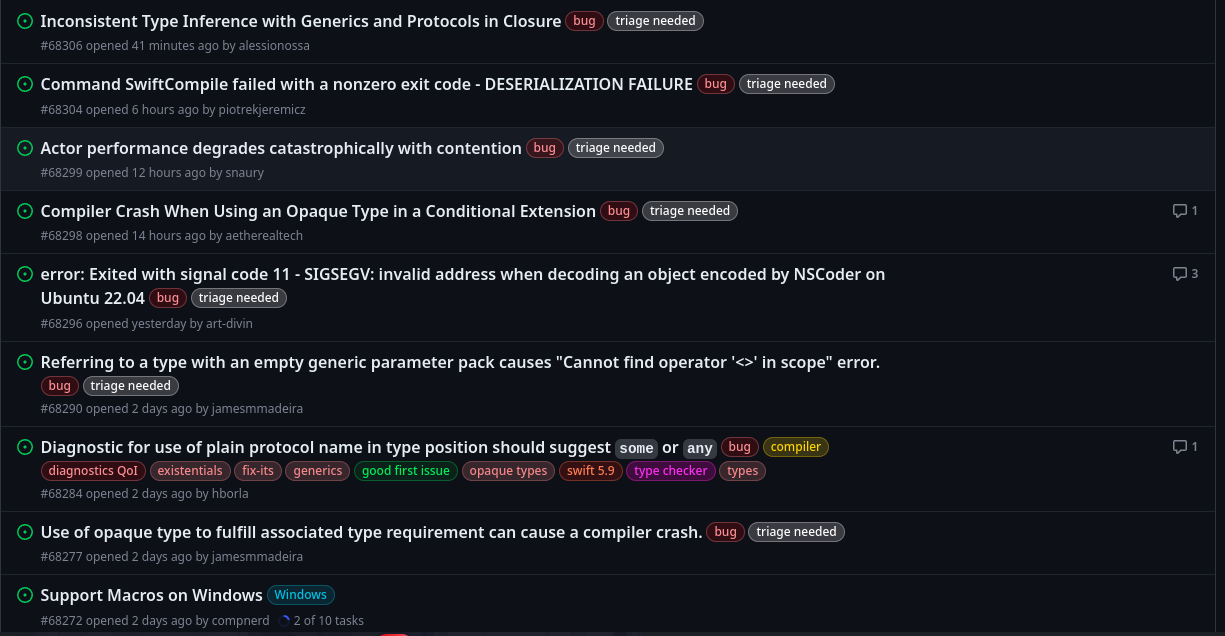 Inconsistent Type Inference with Generics and Protocols in Closure bug triage needed
#68306 opened 41 minutes ago by alessionossa
Command SwiftCompile failed with a nonzero exit code - DESERIALIZATION FAILURE bug triage needed
#68304 opened 6 hours ago by piotrekjeremicz
Actor performance degrades catastrophically with contention bug triage needed
#68299 opened 12 hours ago by snaury
Compiler Crash When Using an Opaque Type in a Conditional Extension bug triage needed 1
#68298 opened 14 hours ago by aetherealtech
error: Exited with signal code 11 - SIGSEGV: invalid address when decoding an object encoded by NSCoder on 3
Ubuntu 22.04 bug triage needed
#68296 opened yesterday by art-divin
Referring to a type with an empty generic parameter pack causes "Cannot find operator '<>' in scope" error.
bug triage needed
#68290 opened 2 days ago by jamesmmadeira
Diagnostic for use of plain protocol name in type position should suggest some or any bug compiler 1
diagnostics QoI existentials fix-its generics good first issue opaque types swift 5.9 type checker types
#68284 opened 2 days ago by hborla
Use of opaque type to fulfill associated type requirement can cause a compiler crash. bug triage needed
#68277 opened 2 days ago by jamesmmadeira
Support Macros on Windows Windows
#68272 opened 2 days ago by compnerd 2 of 10 tasks